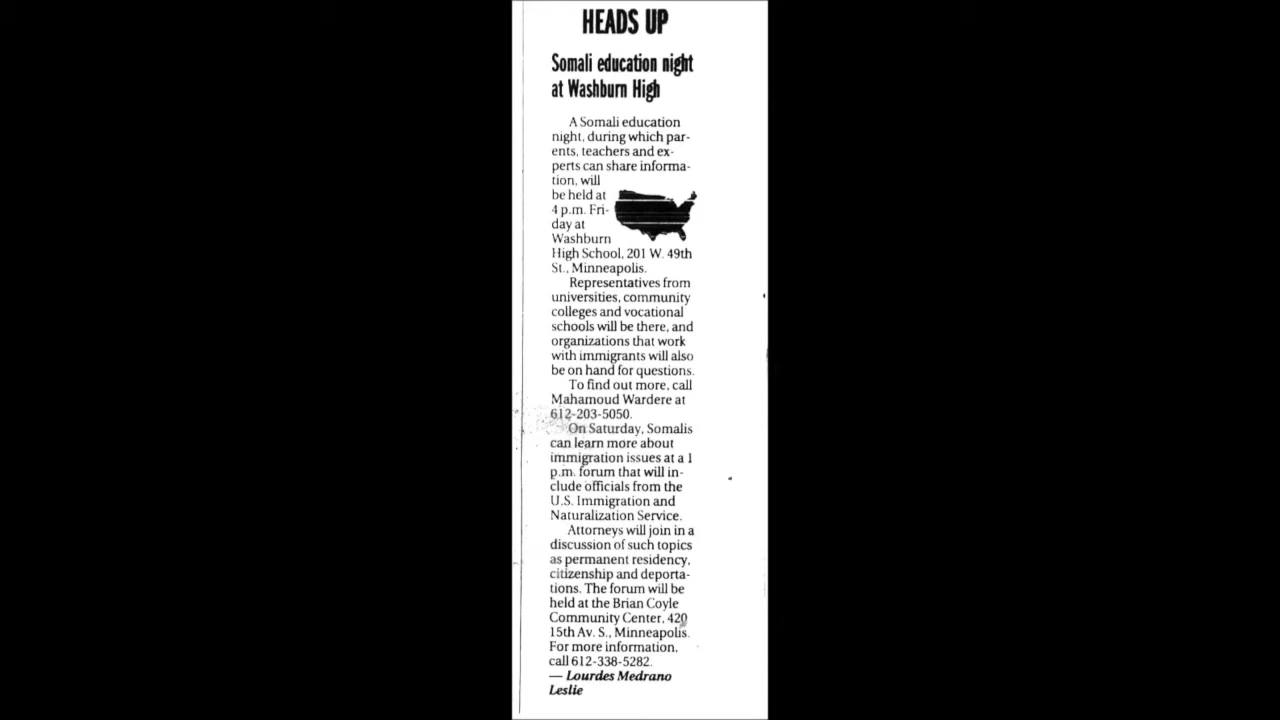 HEADS UP
Somali education night
at Washburn High
A Somali education
night, during which par-
ents, teachers and ex-
perts can share informa-
tion, will
be held at
4 p.m. Fri-
day at
Washburn
High School, 201 W. 49th
St., Minneapolis.
Representatives from
universities, community
colleges and vocational
schools will be there, and
organizations that work
with immigrants will also
be on hand for questions.
To find out more, call
Mahamoud Wardere at
612-203-5050.
On Saturday, Somalis
can learn more about
immigration issues at a 1
p.m. forum that will in-
clude officials from the
U.S. Immigration and
Naturalization Service.
Attorneys will join in a
discussion of such topics
as permanent residency,
citizenship and deporta-
tions. The forum will be
held at the Brian Coyle
Community Center, 420
15th Av. S., Minneapolis.
For more information,
call 612-338-5282.
— Lourdes Medrano
Leslie